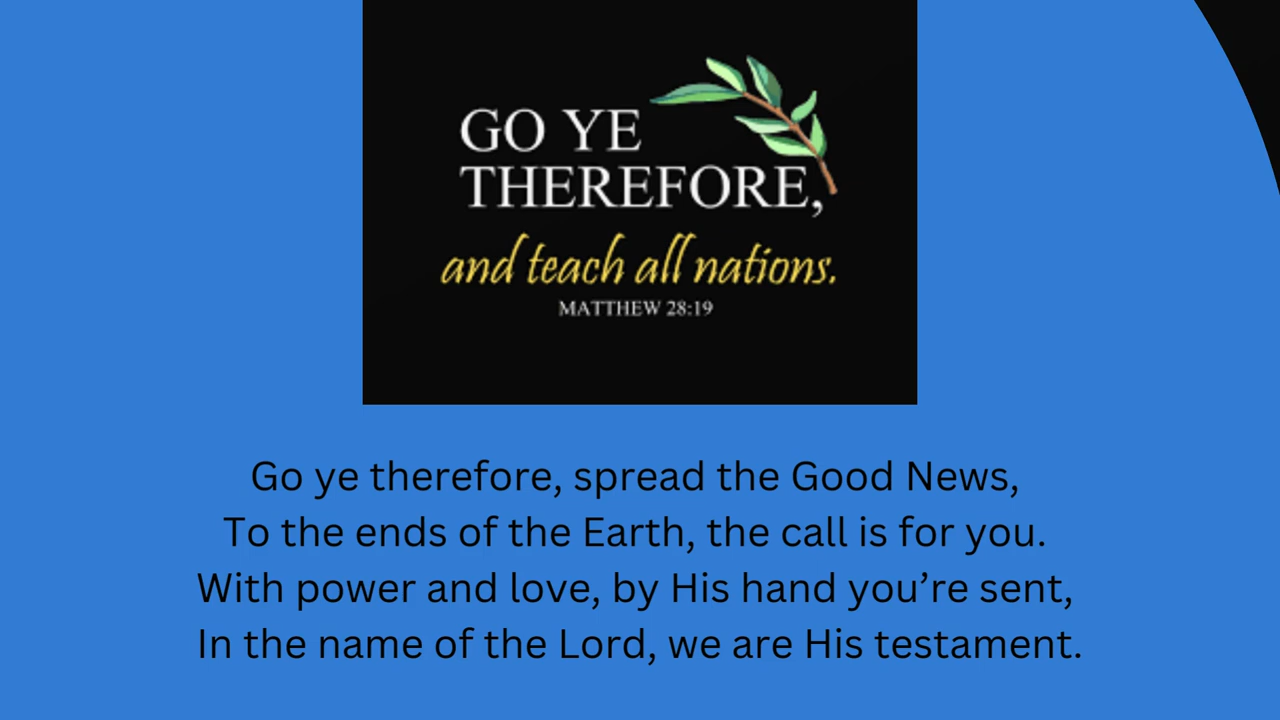 GO YE
THEREFORE,
and teach all nations.
MATTHEW 28:19
Go ye therefore, spread the Good News,
To the ends of the Earth, the call is for you.
With power and love, by His hand you’re sent,
In the name of the Lord, we are His testament.